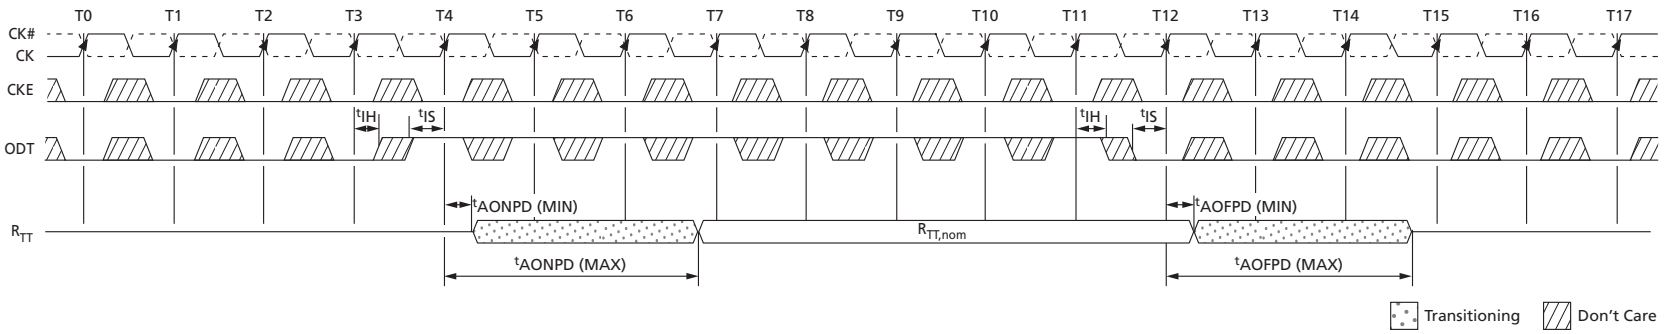 T0 T1 T2 T3 T4 T5 T6 T7 T8 T9 T10 T11 T12 T13 T14 T15 T16 T17
CK#
CK
CKE
tIH tIS tIH tIS
ODT
tAONPD (MIN) tAOFPD (MIN)
RTT RTT,nom
tAONPD (MAX) tAOFPD (MAX)
Transitioning Don't Care